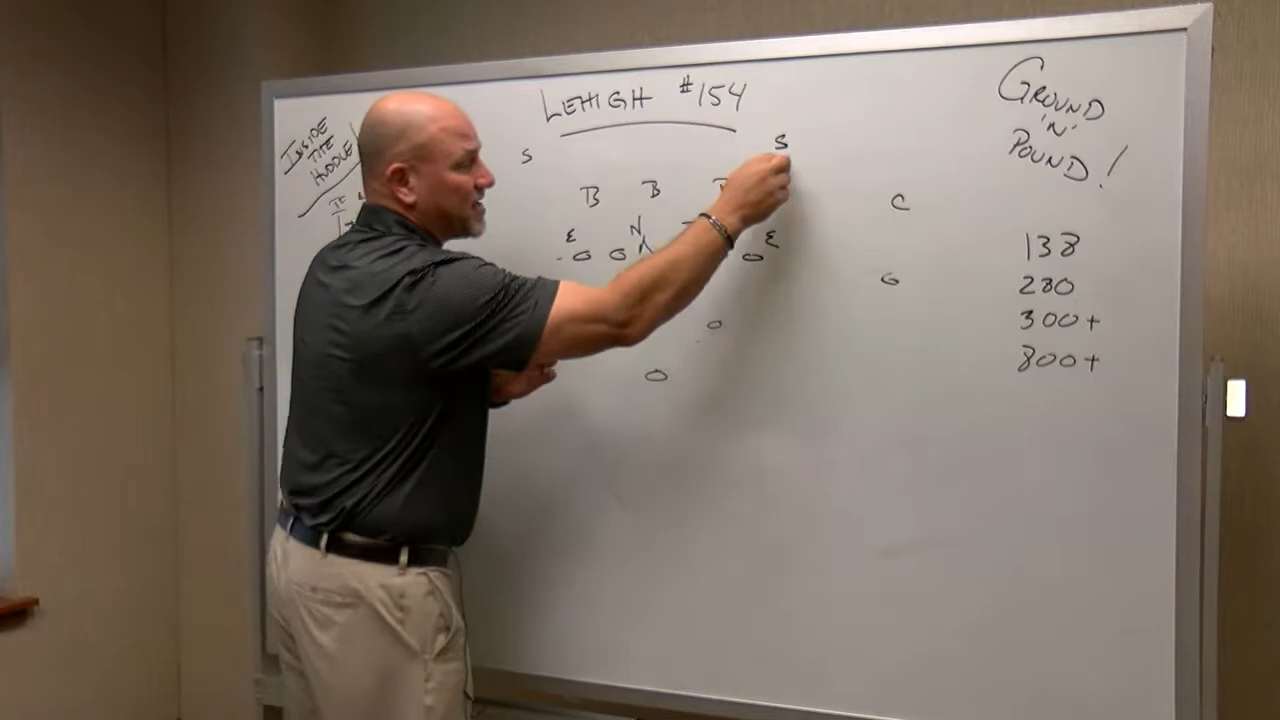 LEHIGH #154
INSIDE
THE
HUDDLE
GROUND
'N'
POUND!
S S
B B
C
E N E
O O O
G
O
O
138
280
300+
800+